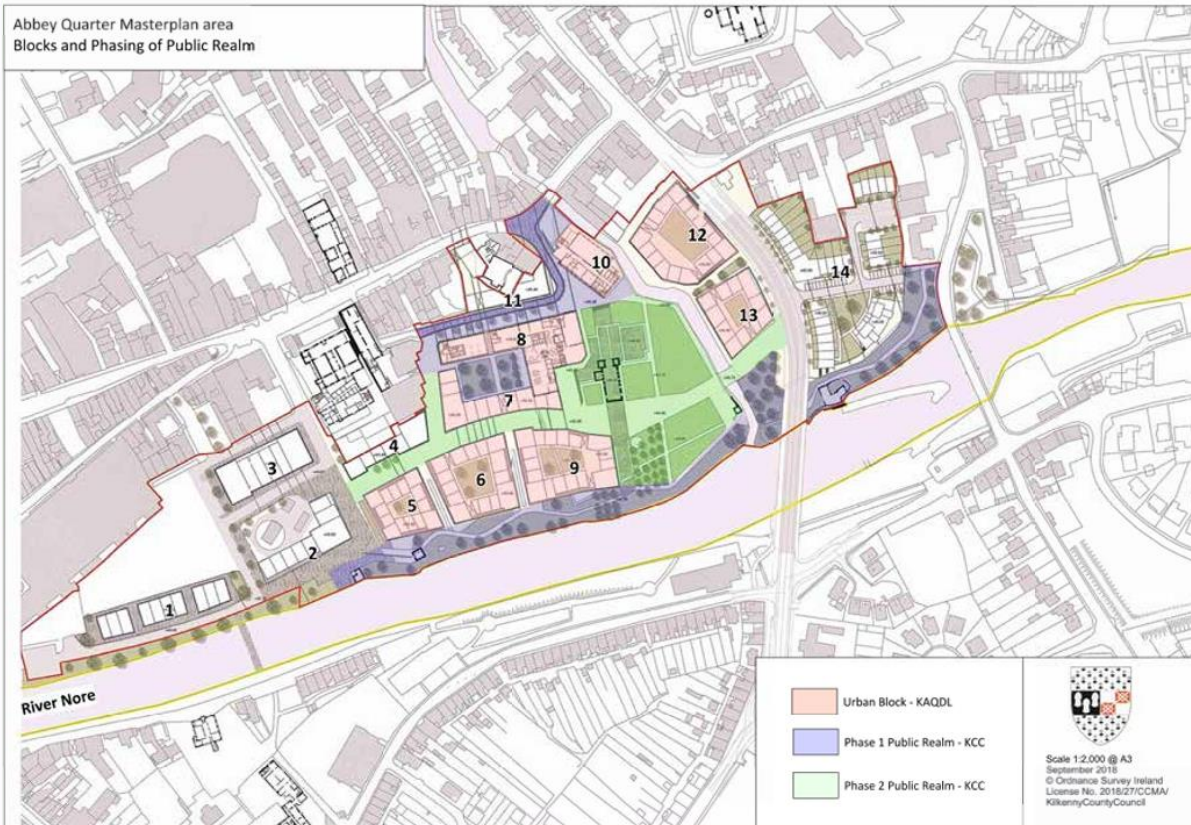 Abbey Quarter Masterplan area
Blocks and Phasing of Public Realm
12
10
14
11
13
8
7
4
3
6
9
5
2
1
River Nore
Urban Block - KAQDL
Phase 1 Public Realm - KCC
Phase 2 Public Realm - KCC
Scale 1:2,000 @ A3
September 2018
© Ordnance Survey Ireland
License No. 2018/27/CCMA/
KilkennyCountyCouncil